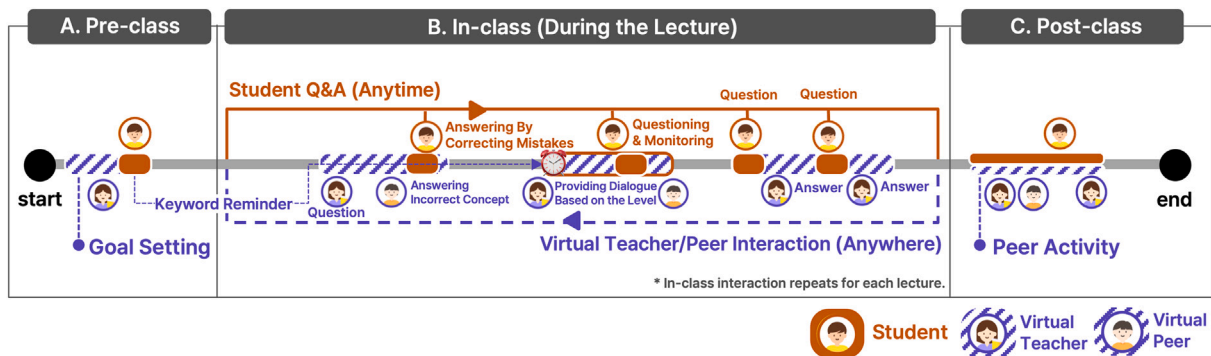 A. Pre-class
B. In-class (During the Lecture)
C. Post-class
Student Q&A (Anytime)
Answering By
Correcting Mistakes
Questioning
& Monitoring
Question
Question
start
Keyword Reminder
Question
Answering
Incorrect Concept
Providing Dialogue
Based on the Level
Answer
Answer
end
Goal Setting
Virtual Teacher/Peer Interaction (Anywhere)
Peer Activity
* In-class interaction repeats for each lecture.
Student
Virtual
Teacher
Virtual
Peer